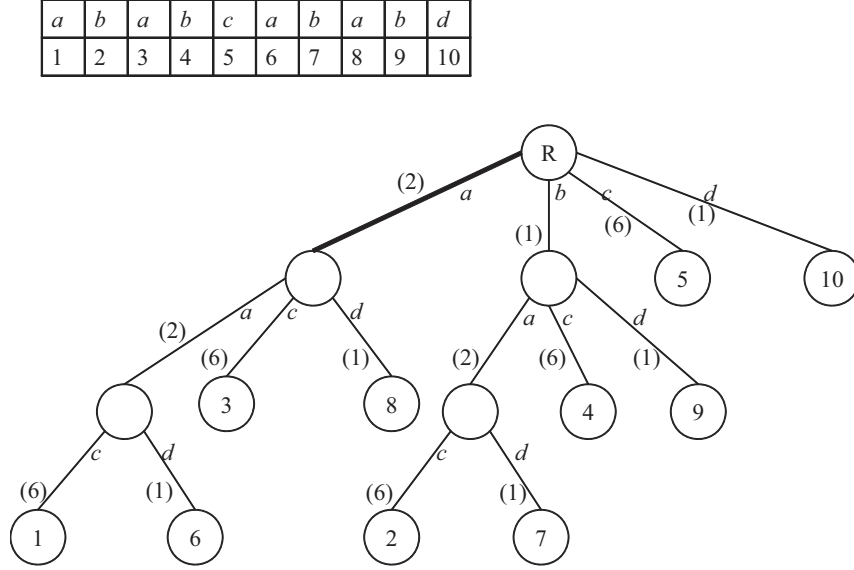 a b a b c a b a b d
1 2 3 4 5 6 7 8 9 10
R
(2) a b c d
(1) (6) (1)
5 10
(2) a c d a c d
(6) (1) (2) (6) (1)
3 8 4 9
c d c d
(6) (1) (6) (1)
1 6 2 7